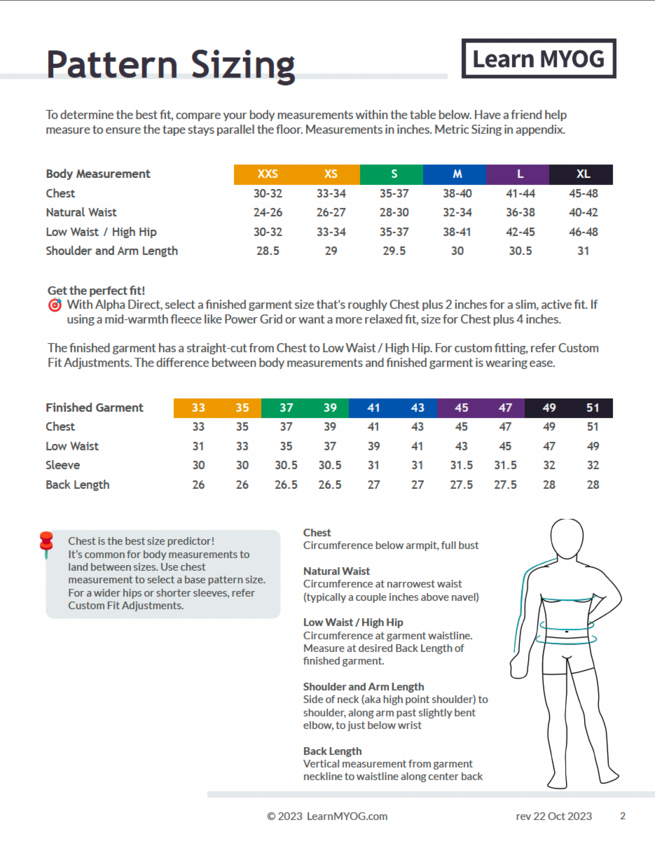 Pattern Sizing
Learn MYOG
To determine the best fit, compare your body measurements within the table below. Have a friend help
measure to ensure the tape stays parallel the floor. Measurements in inches. Metric Sizing in appendix.
Body Measurement XXS XS S M L XL
Chest 30-32 33-34 35-37 38-40 41-44 45-48
Natural Waist 24-26 26-27 28-30 32-34 36-38 40-42
Low Waist / High Hip 30-32 33-34 35-37 38-41 42-45 46-48
Shoulder and Arm Length 28.5 29 29.5 30 30.5 31
Get the perfect fit!
With Alpha Direct, select a finished garment size that's roughly Chest plus 2 inches for a slim, active fit. If
using a mid-warmth fleece like Power Grid or want a more relaxed fit, size for Chest plus 4 inches.
The finished garment has a straight-cut from Chest to Low Waist / High Hip. For custom fitting, refer Custom
Fit Adjustments. The difference between body measurements and finished garment is wearing ease.
Finished Garment 33 35 37 39 41 43 45 47 49 51
Chest 33 35 37 39 41 43 45 47 49 51
Low Waist 31 33 35 37 39 41 43 45 47 49
Sleeve 30 30 30.5 30.5 31 31 31.5 31.5 32 32
Back Length 26 26 26.5 26.5 27 27 27.5 27.5 28 28
Chest is the best size predictor!
It's common for body measurements to
land between sizes. Use chest
measurement to select a base pattern size.
For a wider hips or shorter sleeves, refer
Custom Fit Adjustments.
Chest
Circumference below armpit, full bust
Natural Waist
Circumference at narrowest waist
(typically a couple inches above navel)
Low Waist / High Hip
Circumference at garment waistline.
Measure at desired Back Length of
finished garment.
Shoulder and Arm Length
Side of neck (aka high point shoulder) to
shoulder, along arm past slightly bent
elbow, to just below wrist
Back Length
Vertical measurement from garment
neckline to waistline along center back
© 2023 LearnMYOG.com
rev 22 Oct 2023 2